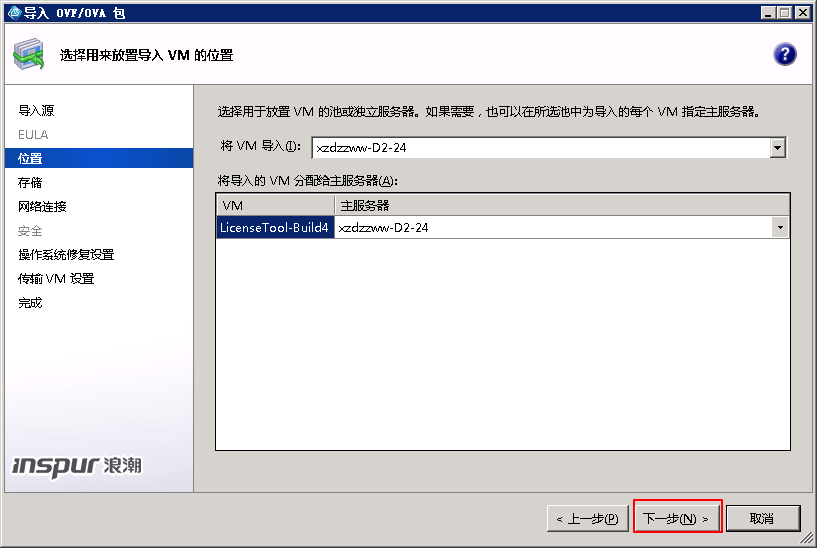 导入 OVF/OVA 包
选择用来放置导入 VM 的位置
?
导入源
EULA
位置
存储
网络连接
安全
操作系统修复设置
传输 VM 设置
完成
inspur 浪潮
选择用于放置 VM 的池或独立服务器。如果需要，也可以在所选池中为导入的每个 VM 指定主服务器。
将 VM 导入(I): xzdzzww-D2-24
将导入的 VM 分配给主服务器(A):
VM 主服务器
LicenseTool-Build4 xzdzzww-D2-24
< 上一步(P) 下一步(N) > 取消